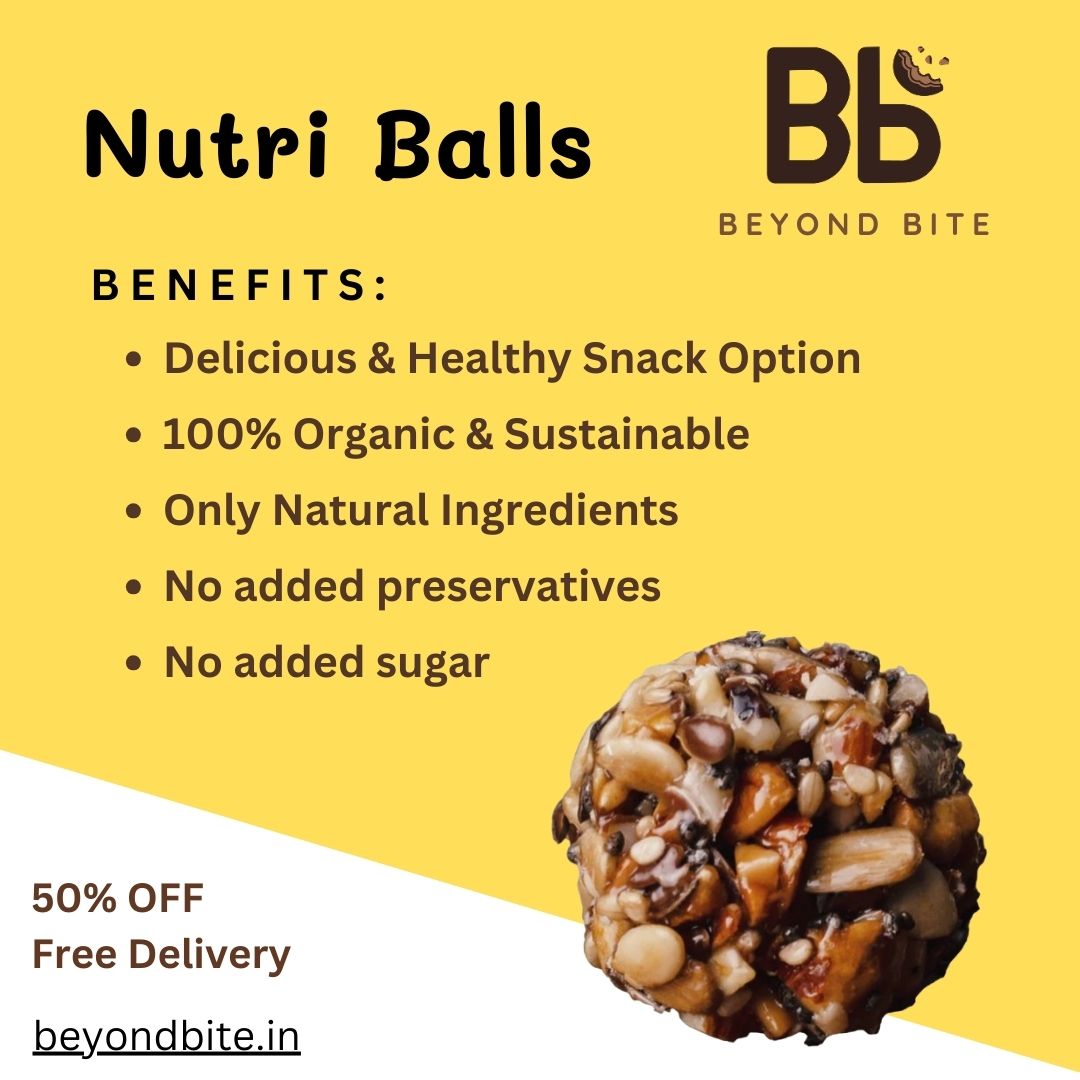 Nutri Balls
Bb
BEYOND BITE
BENEFITS:
• Delicious & Healthy Snack Option
• 100% Organic & Sustainable
• Only Natural Ingredients
• No added preservatives
• No added sugar
50% OFF
Free Delivery
beyondbite.in